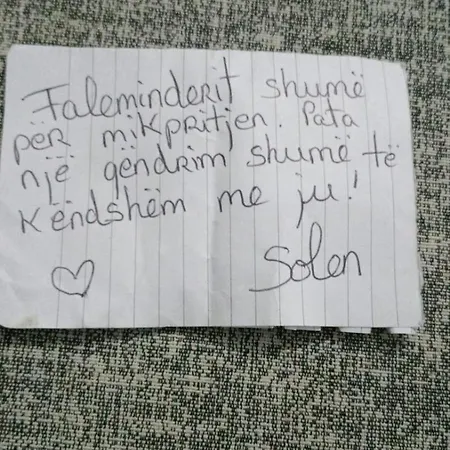 Faleminderit shumë
për mikpritjen. Pata
një qëndrim shumë të
këndshëm me ju!
Solen